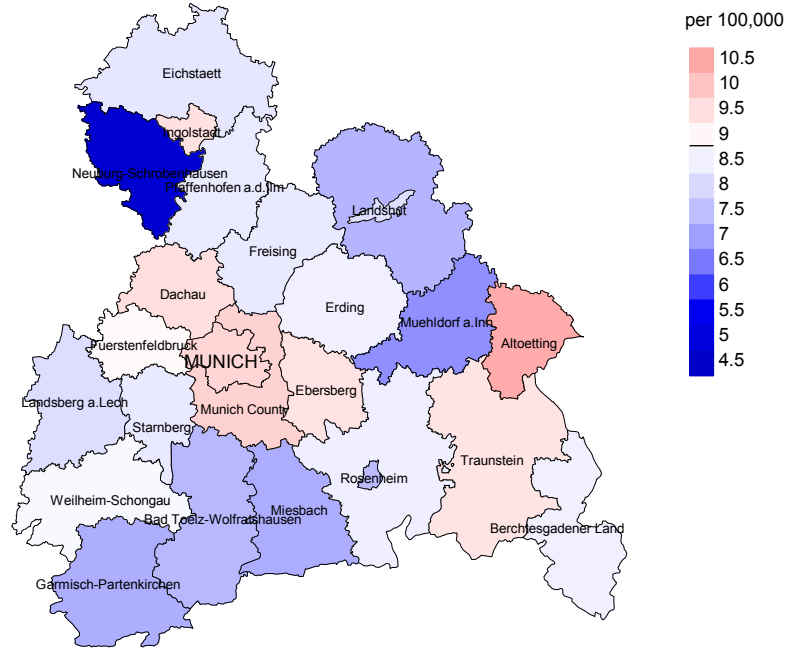 per 100,000
10.5
10
9.5
9
8.5
8
7.5
7
6.5
6
5.5
5
4.5
Eichstaett
Ingolstadt
Neuburg-Schrobenhausen
Pfaffenhofen a.d.Ilm
Landshut
Freising
Dachau
Erding
Muehldorf a.Inn
Altoetting
Fuerstenfeldbruck
MUNICH
Ebersberg
Landsberg a.Lech
Munich County
Starnberg
Traunstein
Rosenheim
Weilheim-Schongau
Miesbach
Bad Toelz-Wolfratshausen
Berchtesgadener Land
Garmisch-Partenkirchen